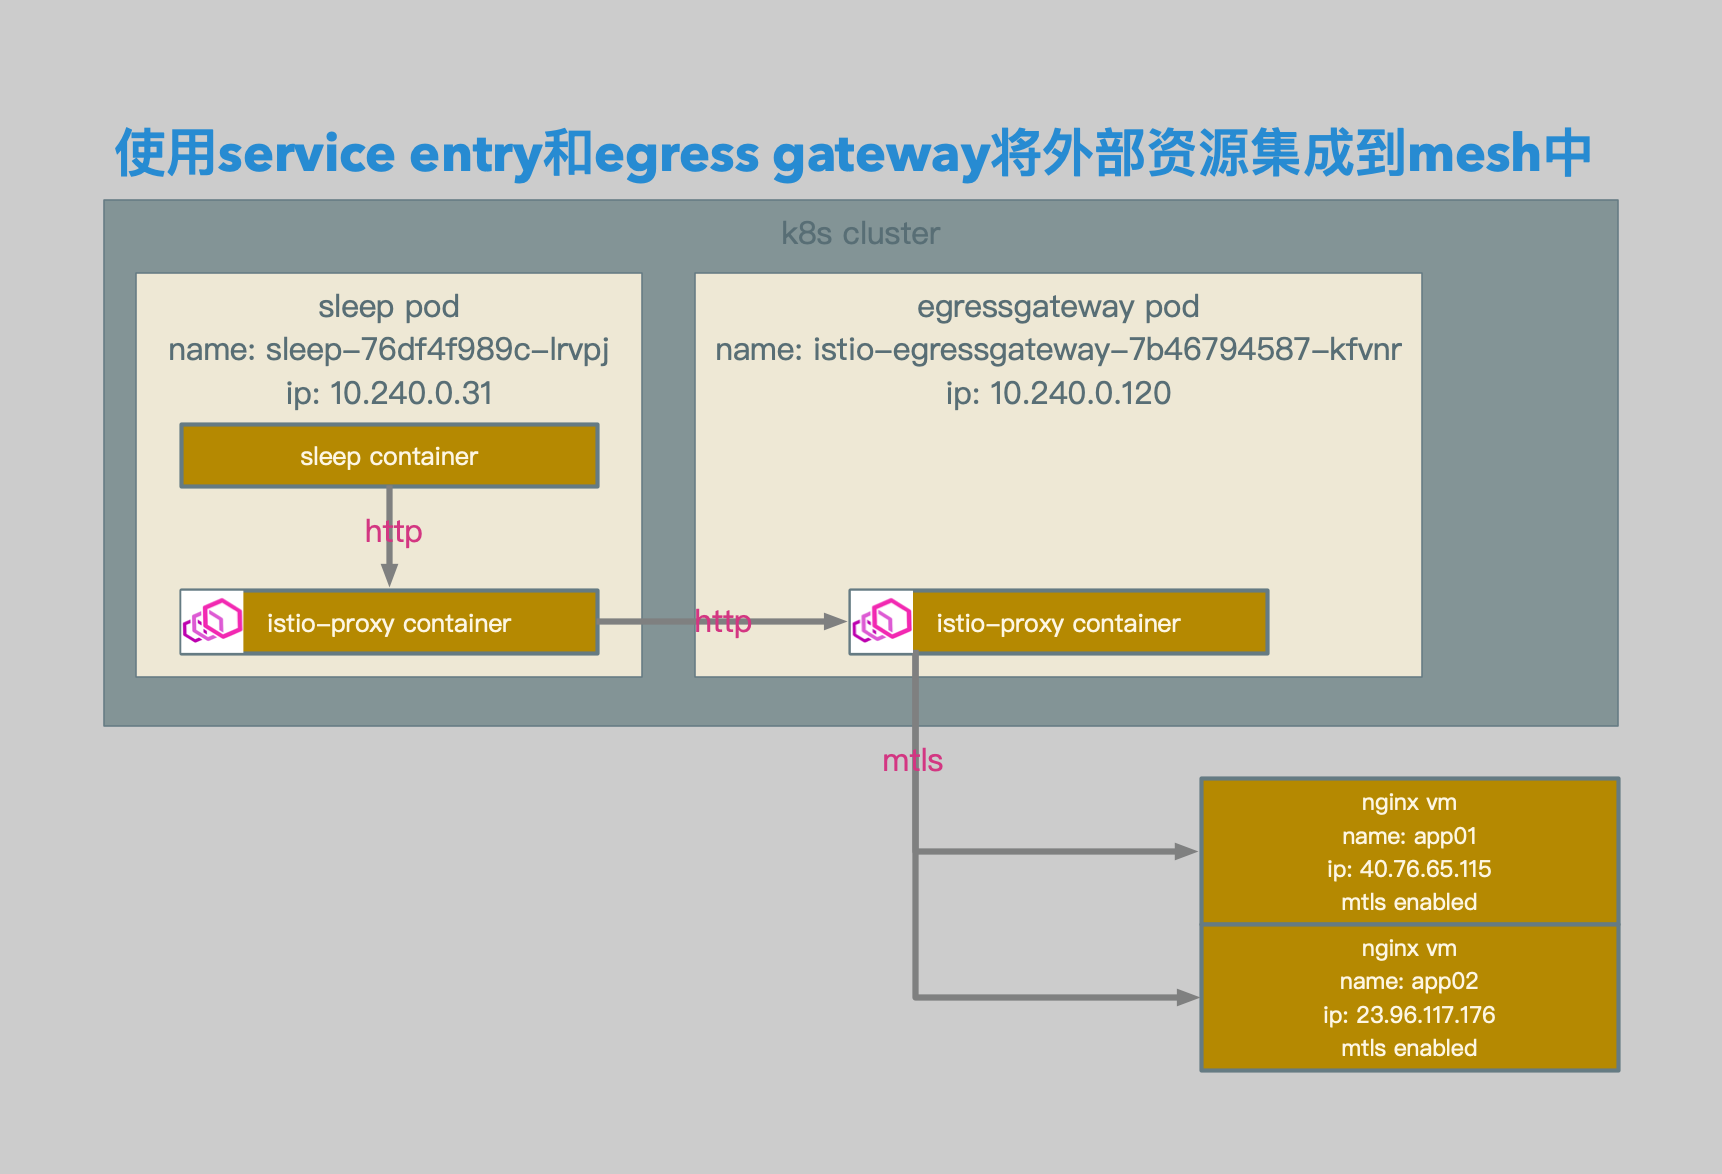 使用service entry和egress gateway将外部资源集成到mesh中
k8s cluster
sleep pod
name: sleep-76df4f989c-lrvpj
ip: 10.240.0.31
sleep container
http
istio-proxy container
http
egressgateway pod
name: istio-egressgateway-7b46794587-kfvnr
ip: 10.240.0.120
istio-proxy container
mtls
nginx vm
name: app01
ip: 40.76.65.115
mtls enabled
nginx vm
name: app02
ip: 23.96.117.176
mtls enabled